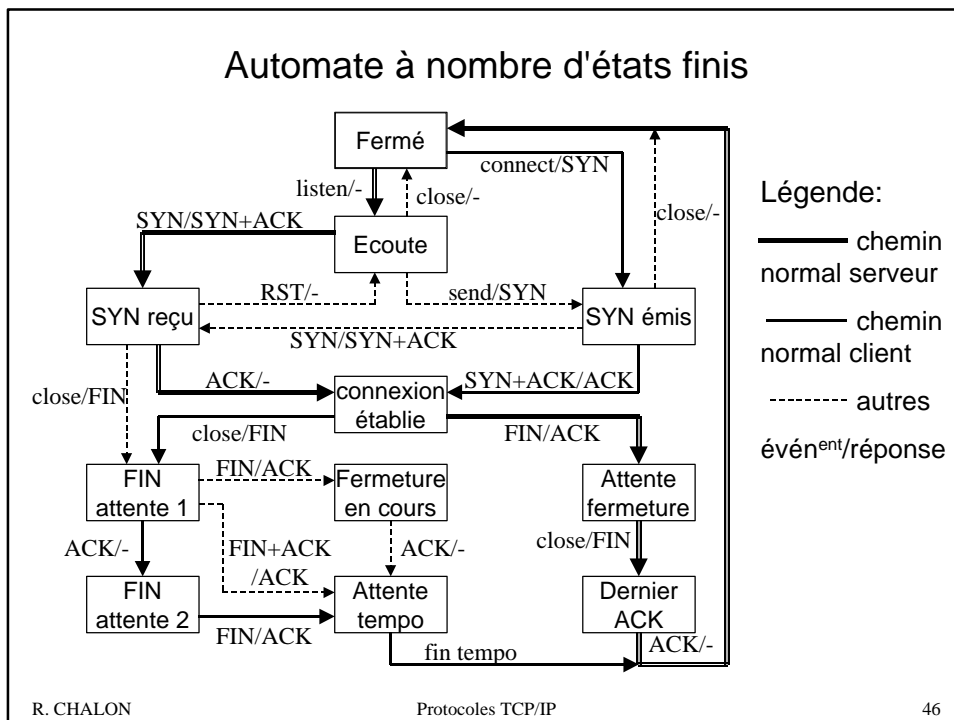 Automate à nombre d'états finis
Fermé
connect/SYN
listen/-
close/-
close/-
SYN/SYN+ACK
Ecoute
RST/-
send/SYN
SYN reçu
SYN émis
SYN/SYN+ACK
close/FIN
ACK/-
SYN+ACK/ACK
connexion
établie
close/FIN
FIN/ACK
FIN
attente 1
FIN/ACK
Fermeture
en cours
Attente
fermeture
ACK/-
FIN+ACK
/ACK
ACK/-
close/FIN
FIN
attente 2
Attente
tempo
Dernier
ACK
FIN/ACK
fin tempo
ACK/-
Légende:
chemin
normal serveur
chemin
normal client
autres
événent/réponse
R. CHALON
Protocoles TCP/IP
46